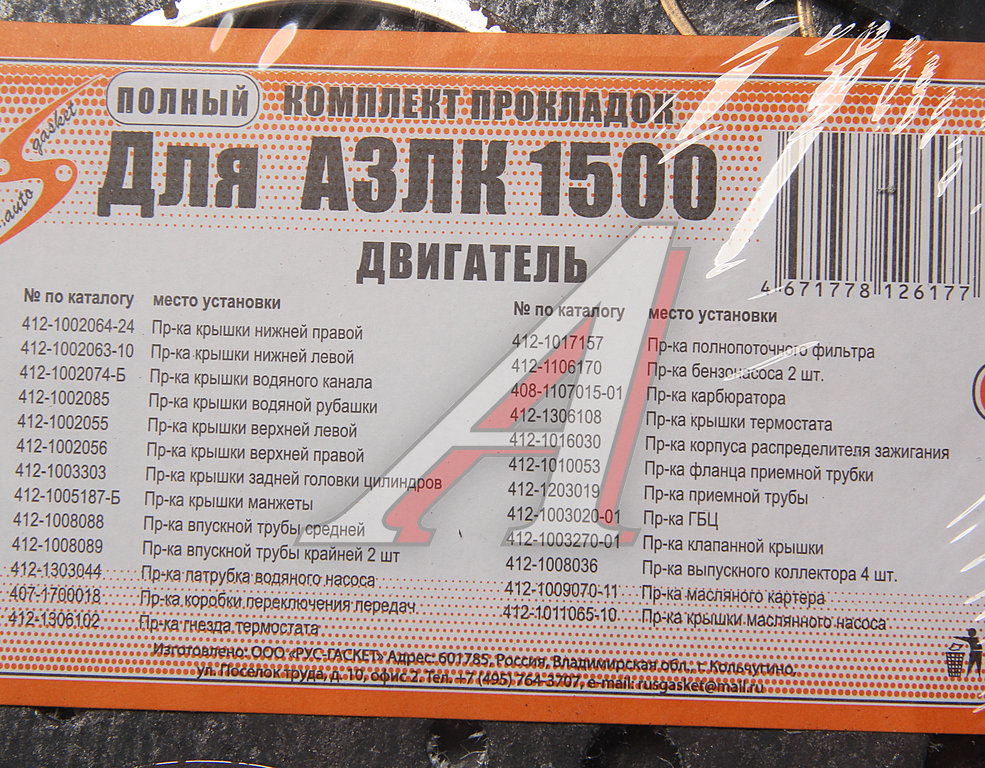 ПОЛНЫЙ КОМПЛЕКТ ПРОКЛАДОК
gasket
auto
Для АЗЛК 1500
ДВИГАТЕЛЬ
4 671778 126177
№ по каталогу место установки
412-1002064-24 Пр-ка крышки нижней правой
412-1002063-10 Пр-ка крышки нижней левой
412-1002074-Б Пр-ка крышки водяного канала
412-1002085 Пр-ка крышки водяной рубашки
412-1002055 Пр-ка крышки верхней левой
412-1002056 Пр-ка крышки верхней правой
412-1003303 Пр-ка крышки задней головки цилиндров
412-1005187-Б Пр-ка крышки манжеты
412-1008088 Пр-ка впускной трубы средней
412-1008089 Пр-ка впускной трубы крайней 2 шт
412-1303044 Пр-ка патрубка водяного насоса
407-1700018 Пр-ка коробки переключения передач
412-1306102 Пр-ка гнезда термостата
№ по каталогу место установки
412-1017157 Пр-ка полнопоточного фильтра
412-1106170 Пр-ка бензонасоса 2 шт.
408-1107015-01 Пр-ка карбюратора
412-1306108 Пр-ка крышки термостата
412-1016030 Пр-ка корпуса распределителя зажигания
412-1010053 Пр-ка фланца приемной трубки
412-1203019 Пр-ка приемной трубы
412-1003020-01 Пр-ка ГБЦ
412-1003270-01 Пр-ка клапанной крышки
412-1008036 Пр-ка выпускного коллектора 4 шт.
412-1009070-11 Пр-ка масляного картера
412-1011065-10 Пр-ка крышки маслянного насоса
Изготовлено: ООО «РУС-ГАСКЕТ» Адрес: 601785, Россия, Владимирская обл., г. Кольчугино,
ул. Поселок труда, д. 10, офис 2. Тел. +7 (495) 764-3707, e-mail: rusgasket@mail.ru